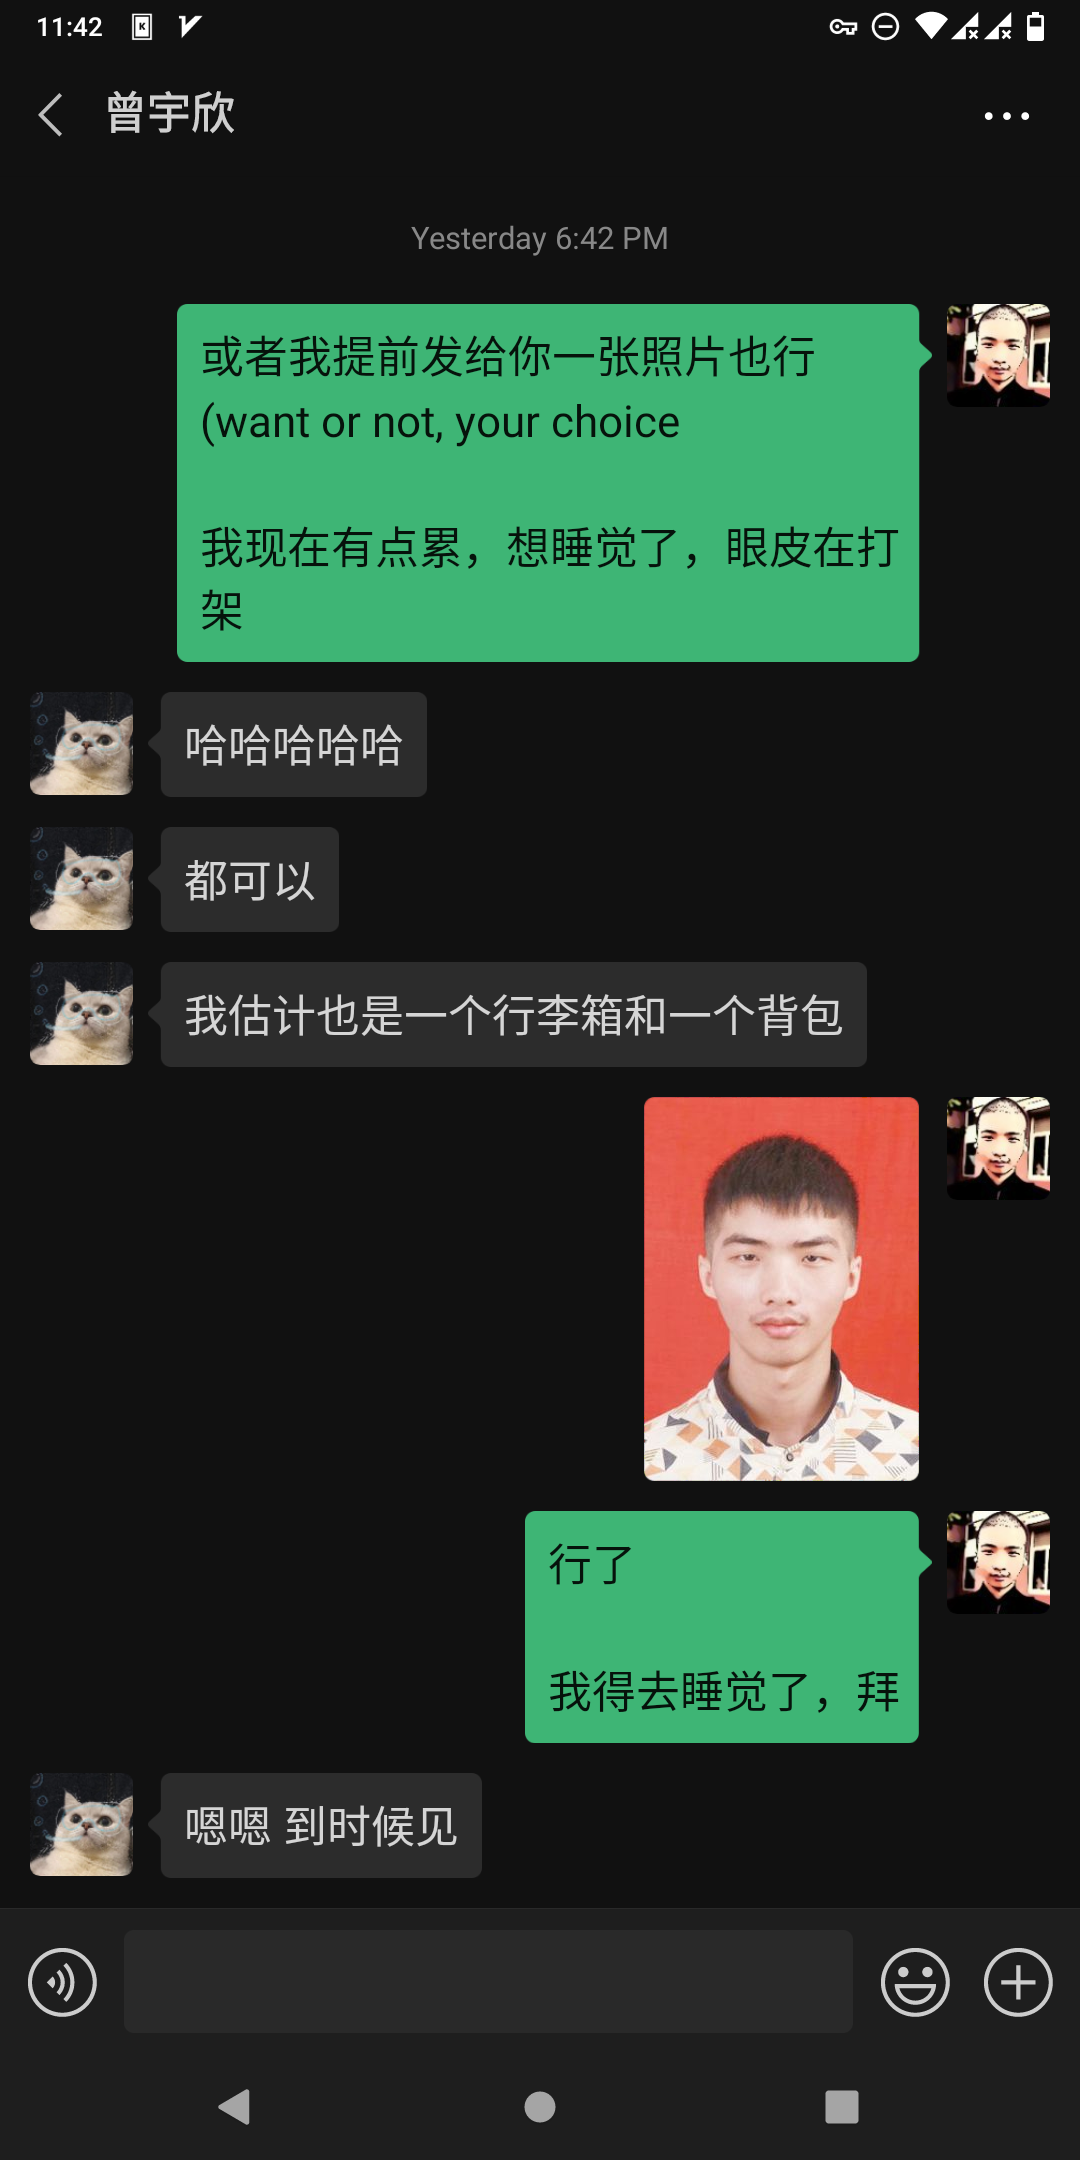 11:42
曾宇欣
Yesterday 6:42 PM
或者我提前发给你一张照片也行
(want or not, your choice
我现在有点累，想睡觉了，眼皮在打
架
哈哈哈哈哈
都可以
我估计也是一个行李箱和一个背包
行了
我得去睡觉了，拜
嗯嗯 到时候见